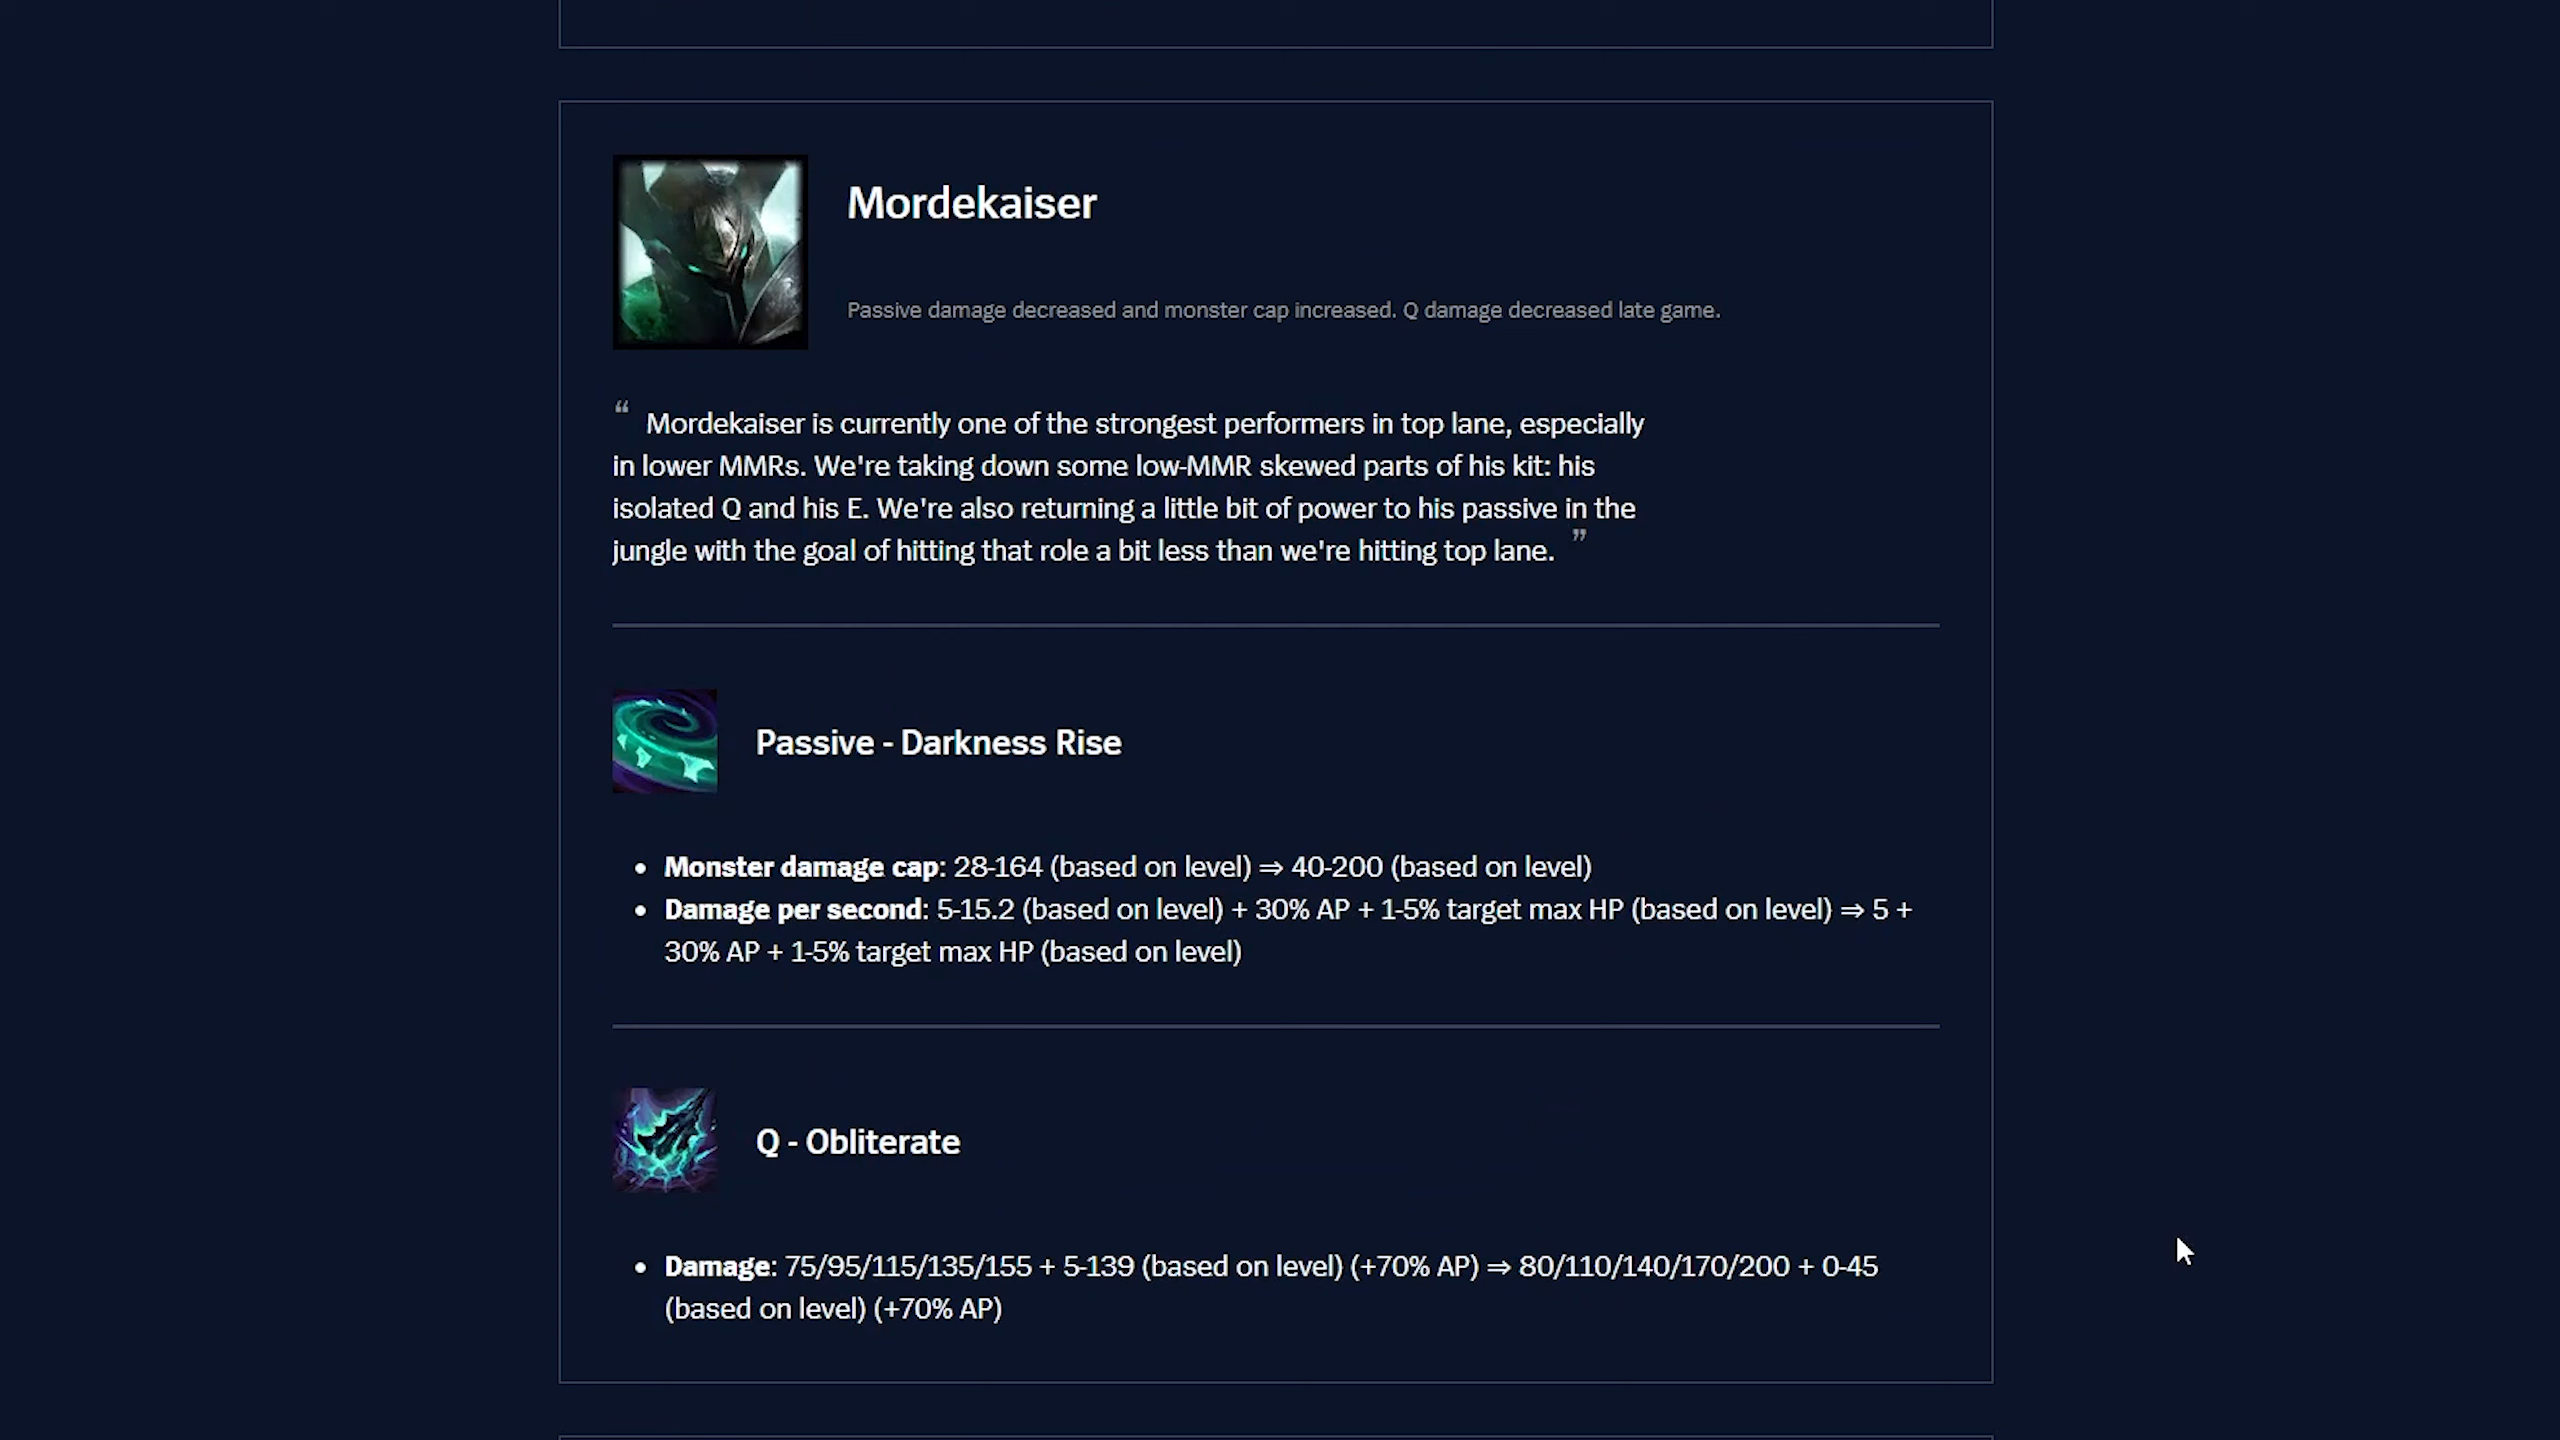 Mordekaiser
Passive damage decreased and monster cap increased. Q damage decreased late game.
“ Mordekaiser is currently one of the strongest performers in top lane, especially
in lower MMRs. We're taking down some low-MMR skewed parts of his kit: his
isolated Q and his E. We're also returning a little bit of power to his passive in the
jungle with the goal of hitting that role a bit less than we're hitting top lane. ”
Passive - Darkness Rise
• Monster damage cap: 28-164 (based on level) ⇒ 40-200 (based on level)
• Damage per second: 5-15.2 (based on level) + 30% AP + 1-5% target max HP (based on level) ⇒ 5 +
30% AP + 1-5% target max HP (based on level)
Q - Obliterate
• Damage: 75/95/115/135/155 + 5-139 (based on level) (+70% AP) ⇒ 80/110/140/170/200 + 0-45
(based on level) (+70% AP)